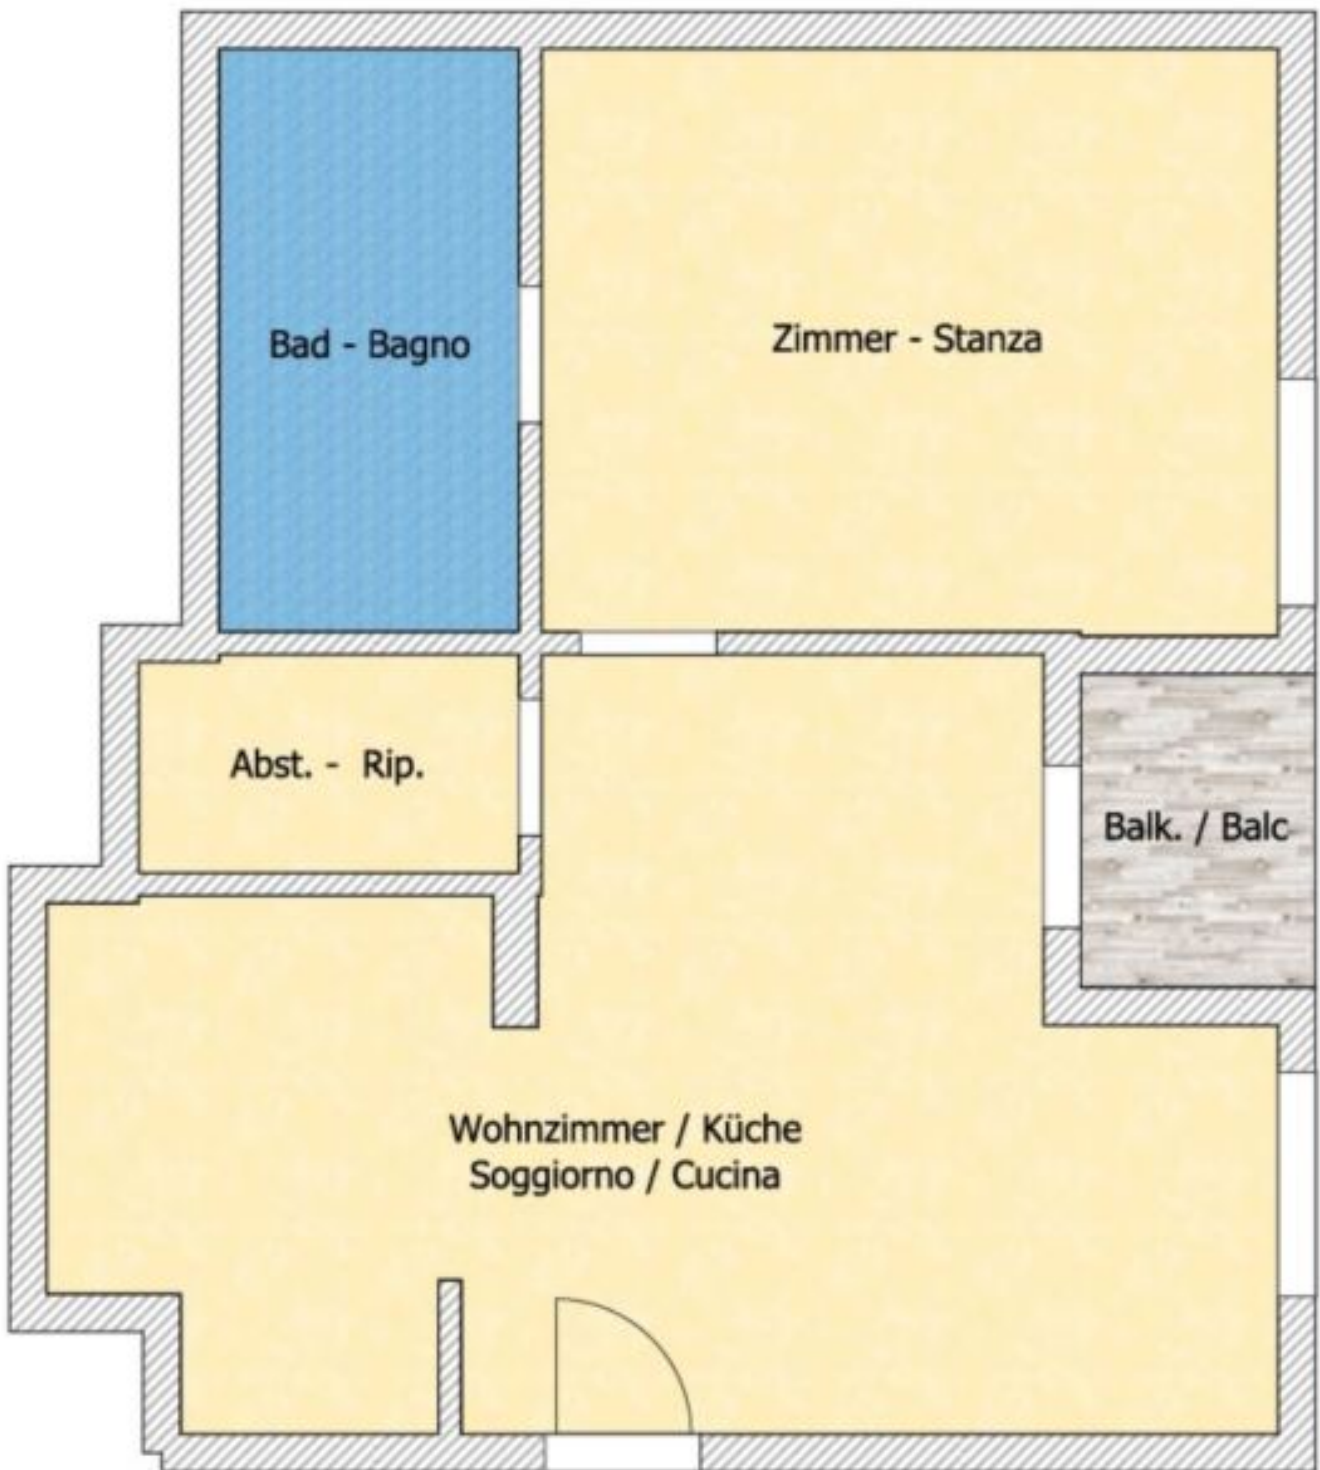 Bad - Bagno
Zimmer - Stanza
Abst. - Rip.
Balk. / Balc
Wohnzimmer / Küche
Soggiorno / Cucina